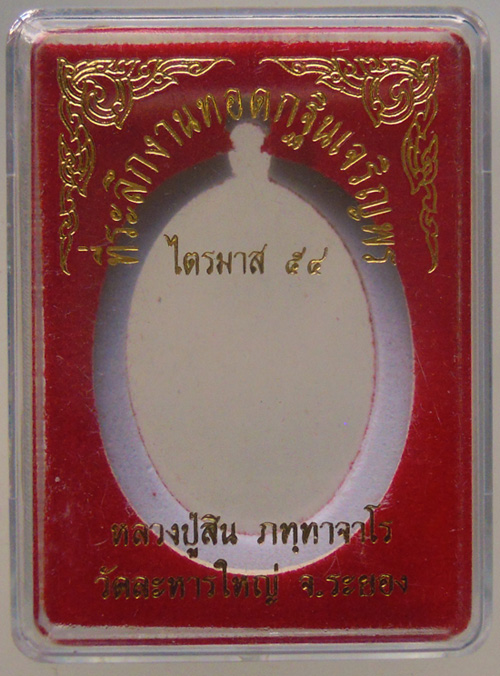 ที่ระลึกงานทอดกฐินเจริญพร
ไตรมาส ๕๔
หลวงปู่สิน ภทฺทาจาโร
วัดละหารใหญ่ จ.ระยอง